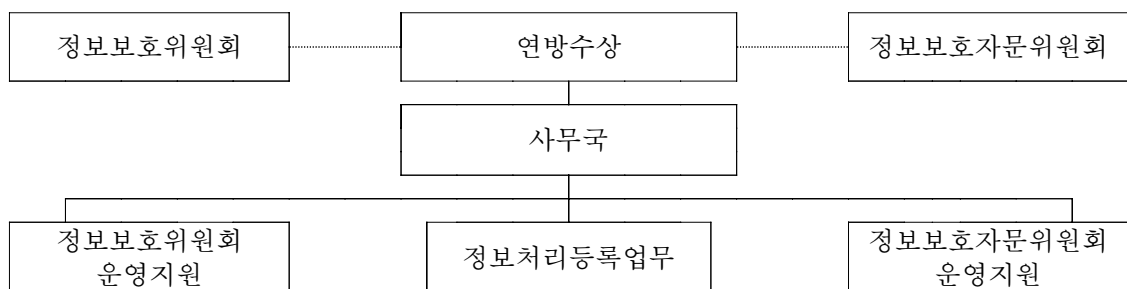 정보보호위원회
연방수상
정보보호자문위원회
사무국
정보보호위원회
운영지원
정보처리등록업무
정보보호자문위원회
운영지원